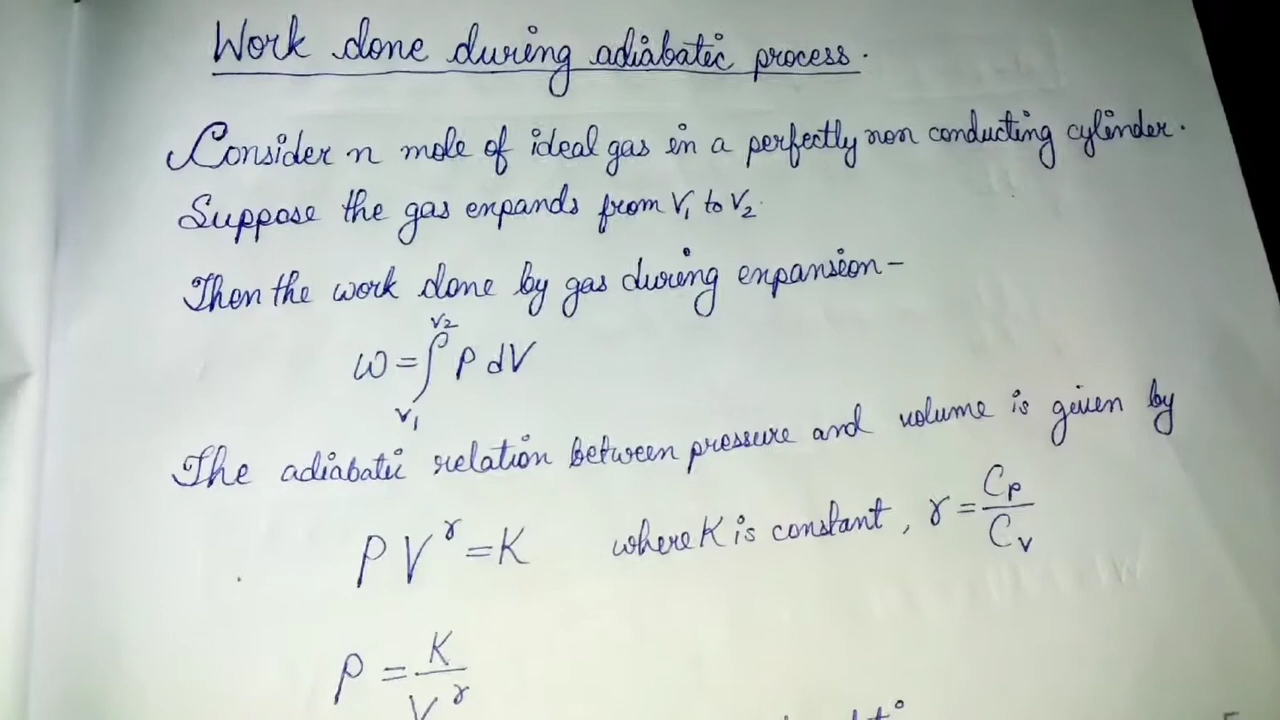 Work done during adiabatic process.
Consider n mole of ideal gas in a perfectly non conducting cylinder.
Suppose the gas expands from V₁ to V₂.
Then the work done by gas during expansion-
W = ∫_{V₁}^{V₂} P dV
The adiabatic relation between pressure and volume is given by
PV^γ = K where K is constant, γ = C_P/C_V
P = K/V^γ